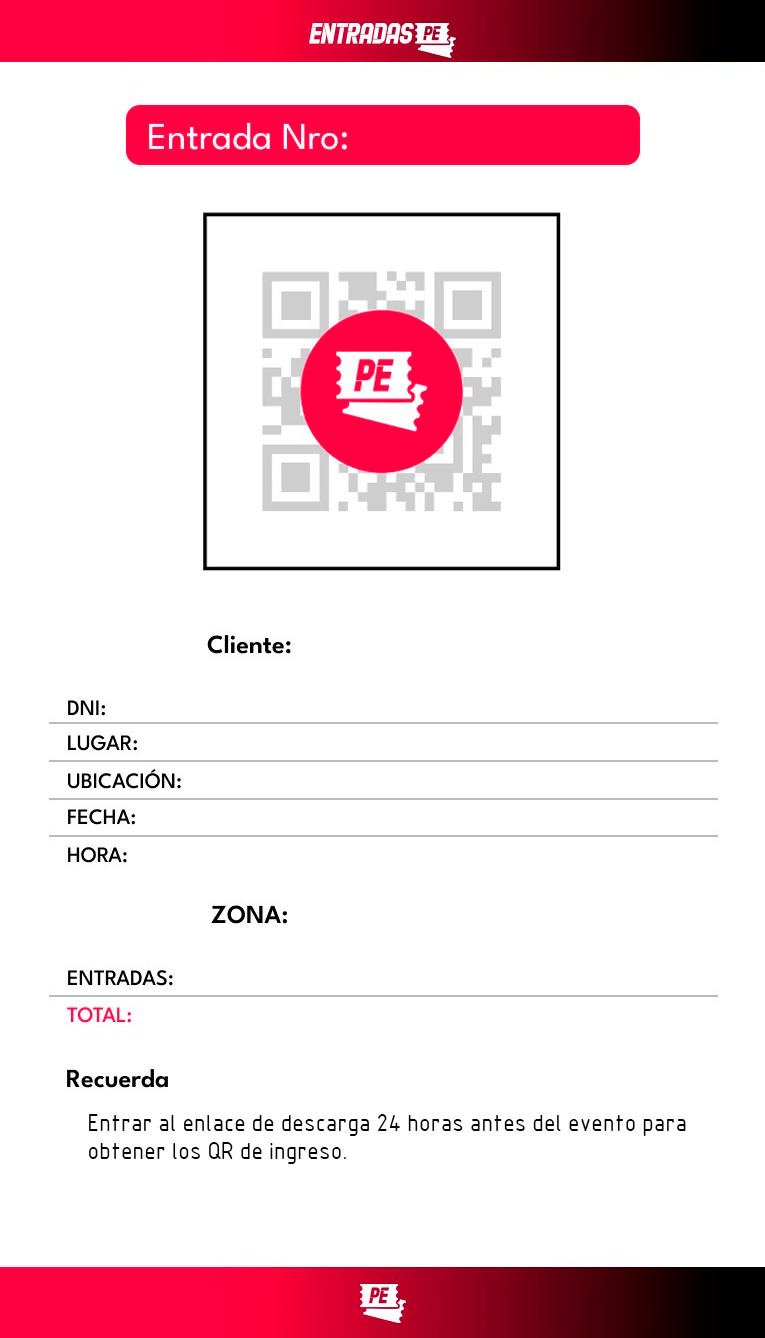 ENTRADAS PE
Entrada Nro:
PE
Cliente:
DNI:
LUGAR:
UBICACIÓN:
FECHA:
HORA:
ZONA:
ENTRADAS:
TOTAL:
Recuerda
Entrar al enlace de descarga 24 horas antes del evento para
obtener los QR de ingreso.
PE